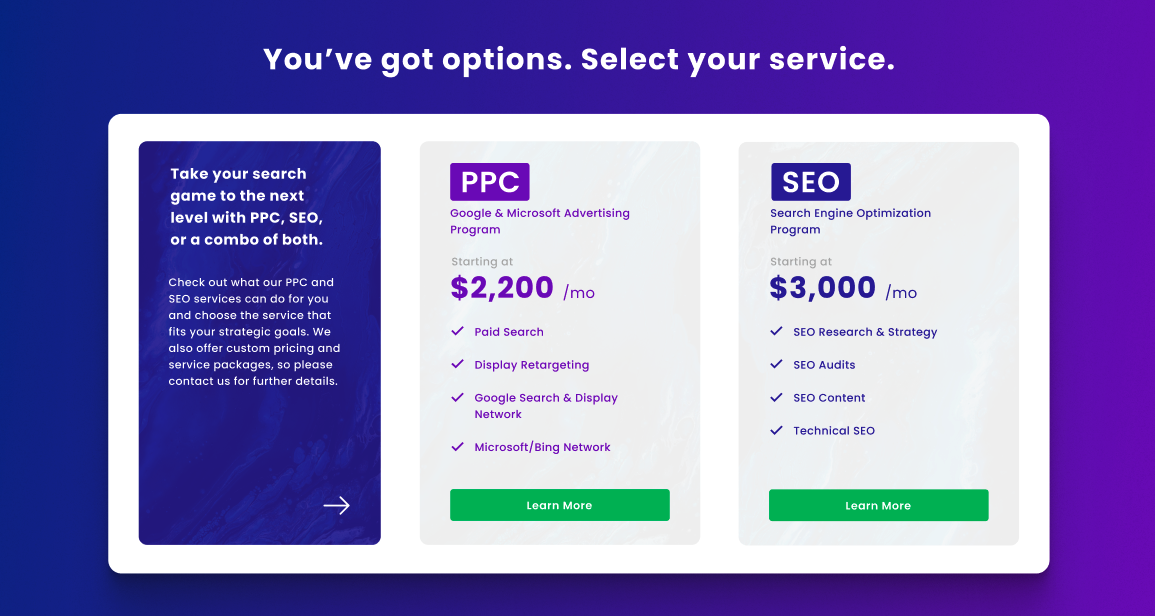 You’ve got options. Select your service.
Take your search
game to the next
level with PPC, SEO,
or a combo of both.
Check out what our PPC and
SEO services can do for you
and choose the service that
fits your strategic goals. We
also offer custom pricing and
service packages, so please
contact us for further details.
PPC
Google & Microsoft Advertising
Program
Starting at
$2,200 /mo
Paid Search
Display Retargeting
Google Search & Display
Network
Microsoft/Bing Network
Learn More
SEO
Search Engine Optimization
Program
Starting at
$3,000 /mo
SEO Research & Strategy
SEO Audits
SEO Content
Technical SEO
Learn More